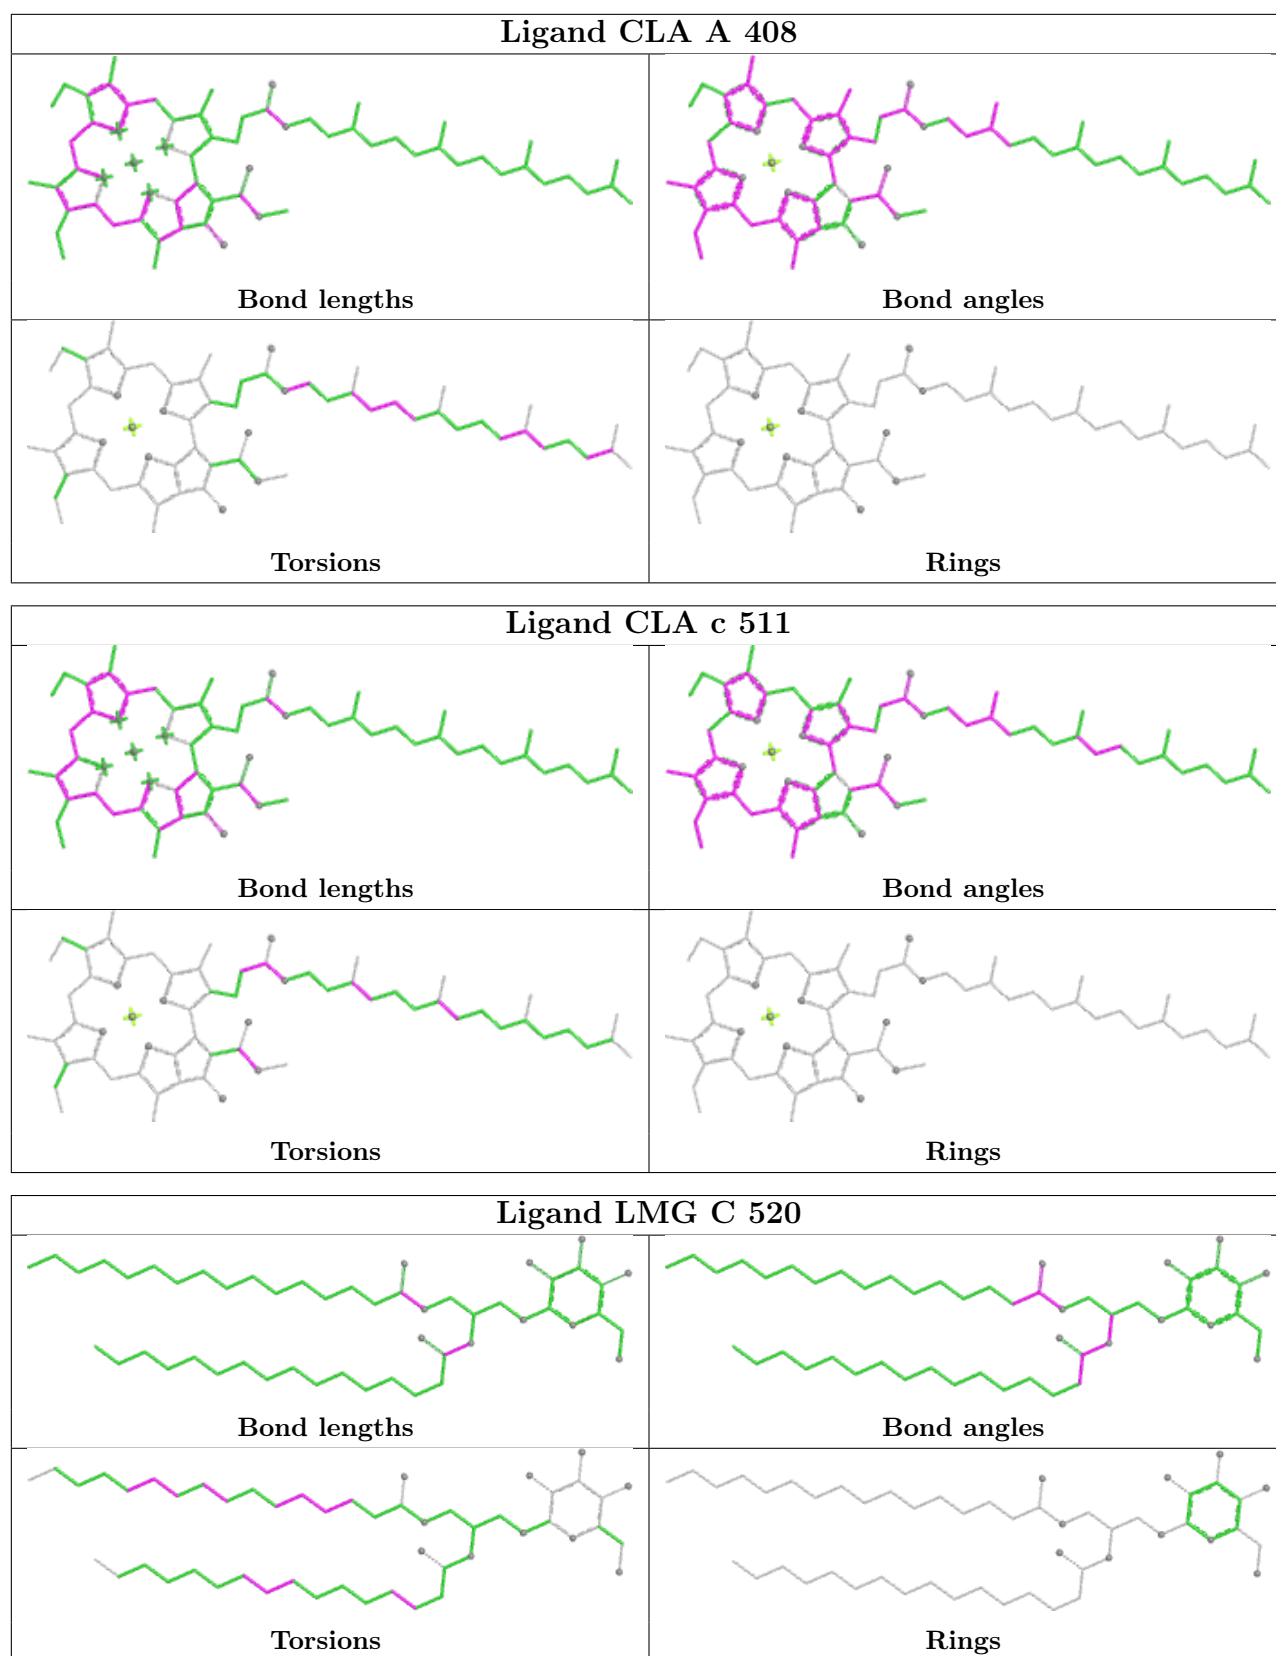 Ligand CLA A 408
Bond lengths
Bond angles
Torsions
Rings
Ligand CLA c 511
Bond lengths
Bond angles
Torsions
Rings
Ligand LMG C 520
Bond lengths
Bond angles
Torsions
Rings